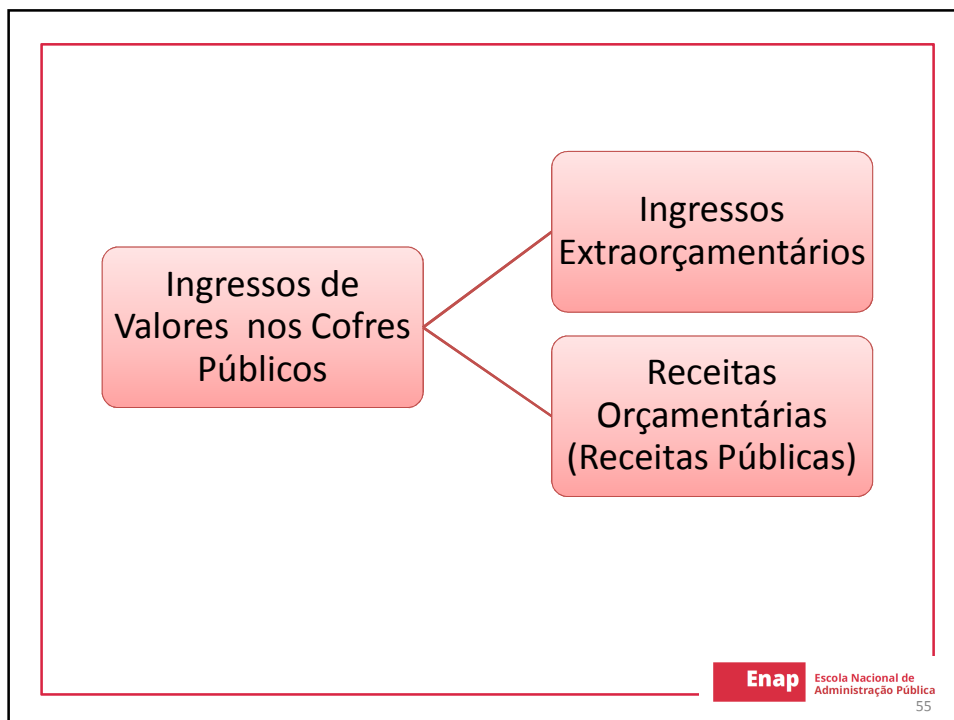 Ingressos de
Valores nos Cofres
Públicos
Ingressos
Extraorçamentários
Receitas
Orçamentárias
(Receitas Públicas)
Enap
Escola Nacional de
Administração Pública
55